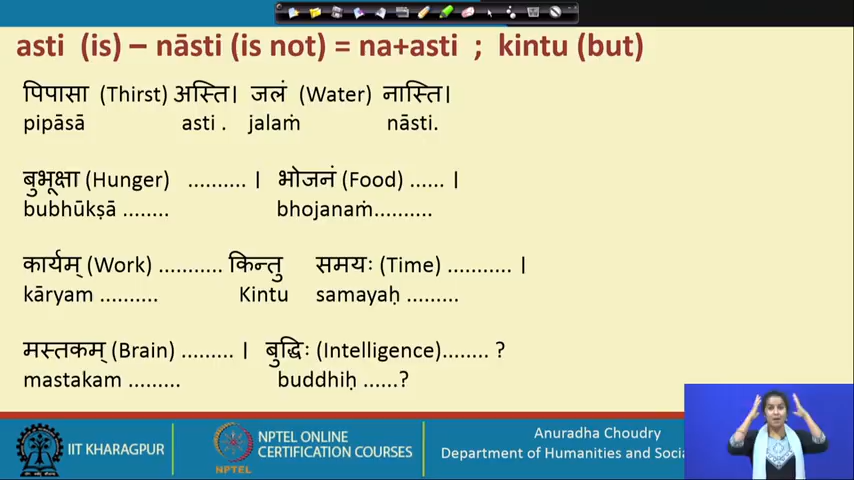 asti (is) – nāsti (is not) = na+asti ; kintu (but)
पिपासा (Thirst) अस्ति। जलं (Water) नास्ति।
pipāsā asti . jalaṁ nāsti.
बुभूक्षा (Hunger) .......... । भोजनं (Food) ...... ।
bubhūkṣā ........ bhojanaṁ..........
कार्यम् (Work) ........... किन्तु समयः (Time) ........... ।
kāryam .......... Kintu samayaḥ .........
मस्तकम् (Brain) ......... । बुद्धिः (Intelligence)........ ?
mastakam ......... buddhiḥ ......?
IIT KHARAGPUR
NPTEL
NPTEL ONLINE
CERTIFICATION COURSES
Anuradha Choudry
Department of Humanities and